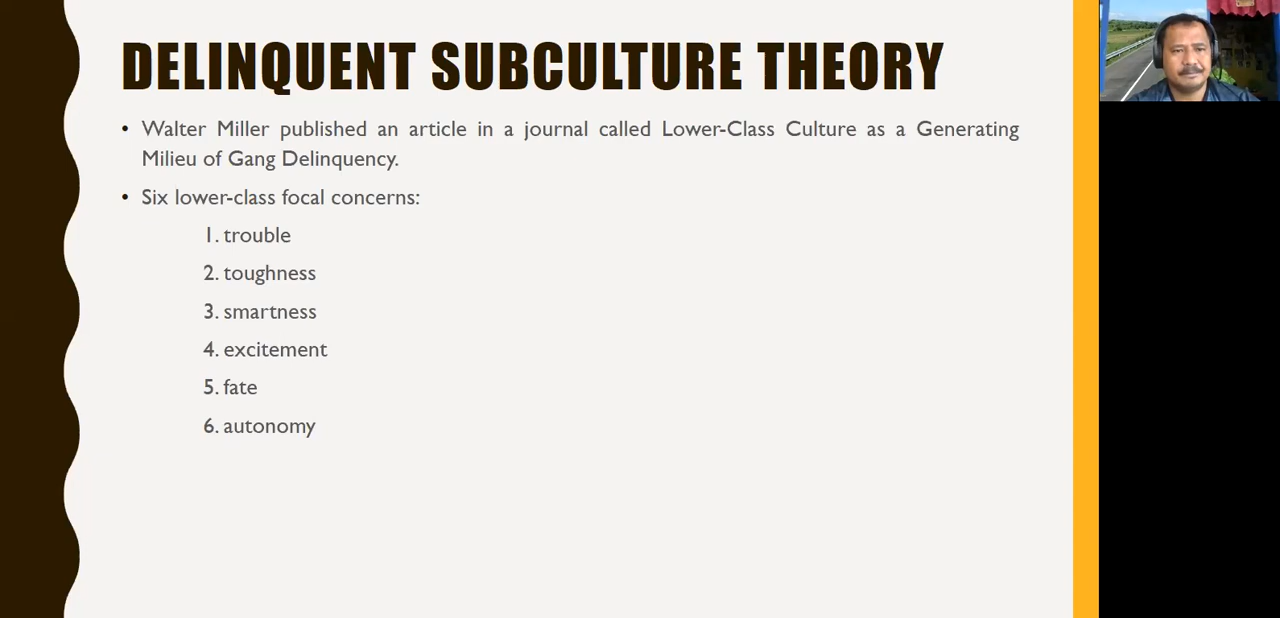 DELINQUENT SUBCULTURE THEORY
• Walter Miller published an article in a journal called Lower-Class Culture as a Generating
Milieu of Gang Delinquency.
• Six lower-class focal concerns:
1. trouble
2. toughness
3. smartness
4. excitement
5. fate
6. autonomy